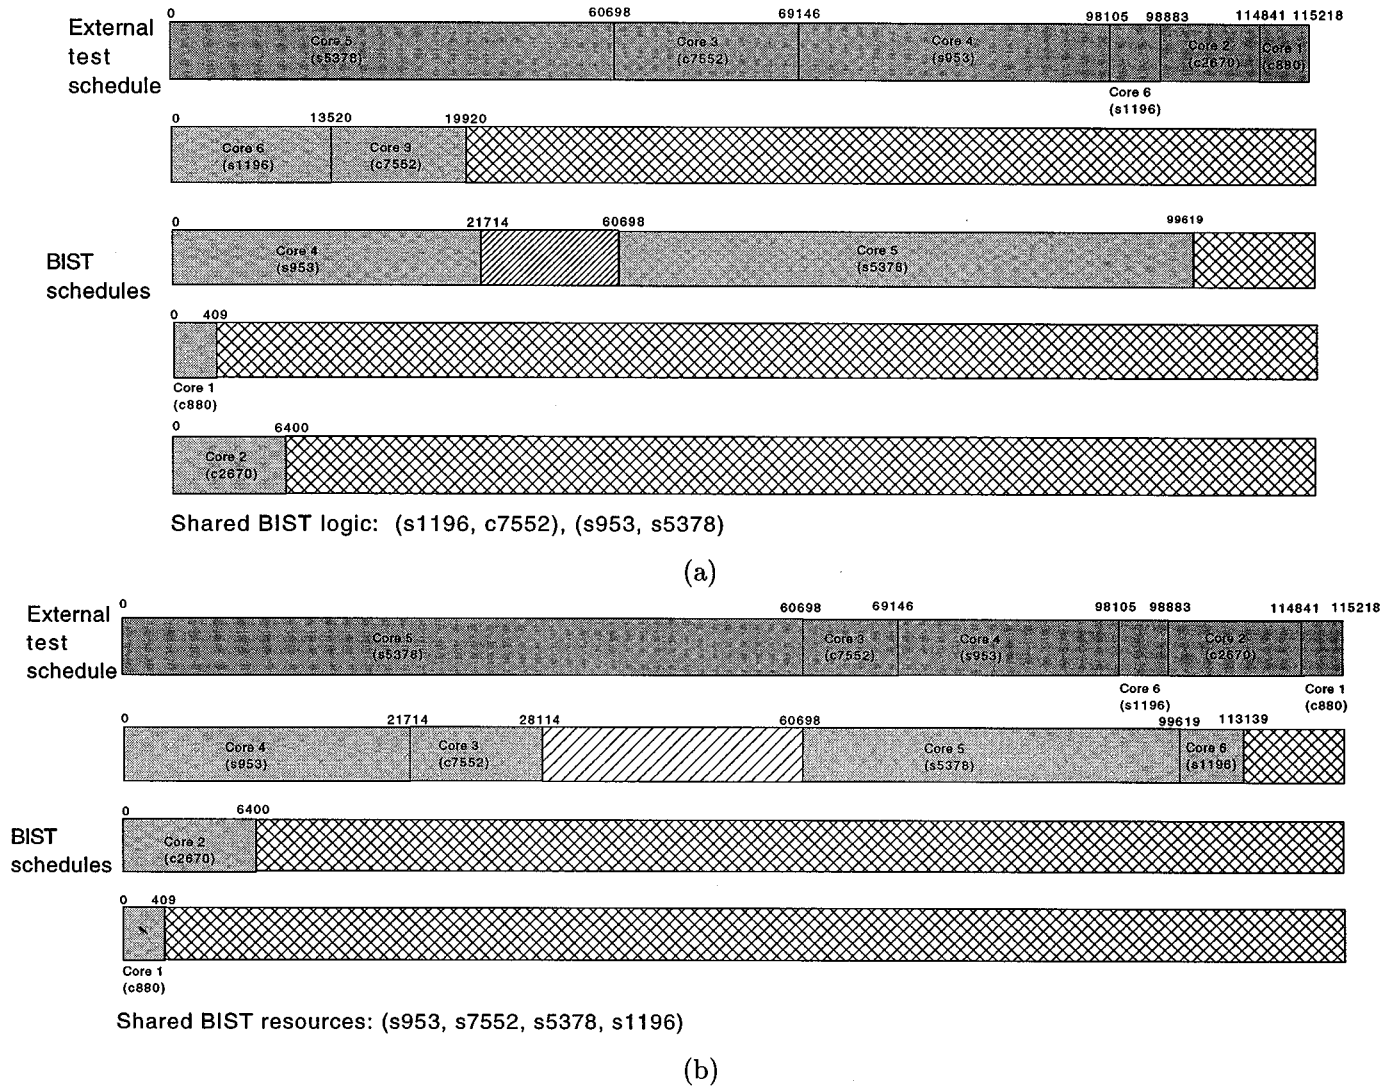 0 60698 69146 98105 98883 114841 115218
External
test
schedule
Core 5
(s5378)
Core 3
(c7552)
Core 4
(s953)
Core 2
(c2670)
Core 1
(c880)
Core 6
(s1196)
0 13520 19920
Core 6
(s1196)
Core 3
(c7552)
BIST
schedules
0 21714 60698 99619
Core 4
(s953)
Core 5
(s5378)
0 409
Core 1
(c880)
0 6400
Core 2
(c2670)
Shared BIST logic: (s1196, c7552), (s953, s5378)
(a)
0 60698 69146 98105 98883 114841 115218
External
test
schedule
Core 5
(s5378)
Core 3
(c7552)
Core 4
(s953)
Core 2
(c2670)
Core 6
(s1196)
Core 1
(c880)
0 21714 28114 60698 99619 113139
Core 4
(s953)
Core 3
(c7552)
Core 5
(s5378)
Core 6
(s1196)
BIST
schedules
0 6400
Core 2
(c2670)
0 409
Core 1
(c880)
Shared BIST resources: (s953, s7552, s5378, s1196)
(b)